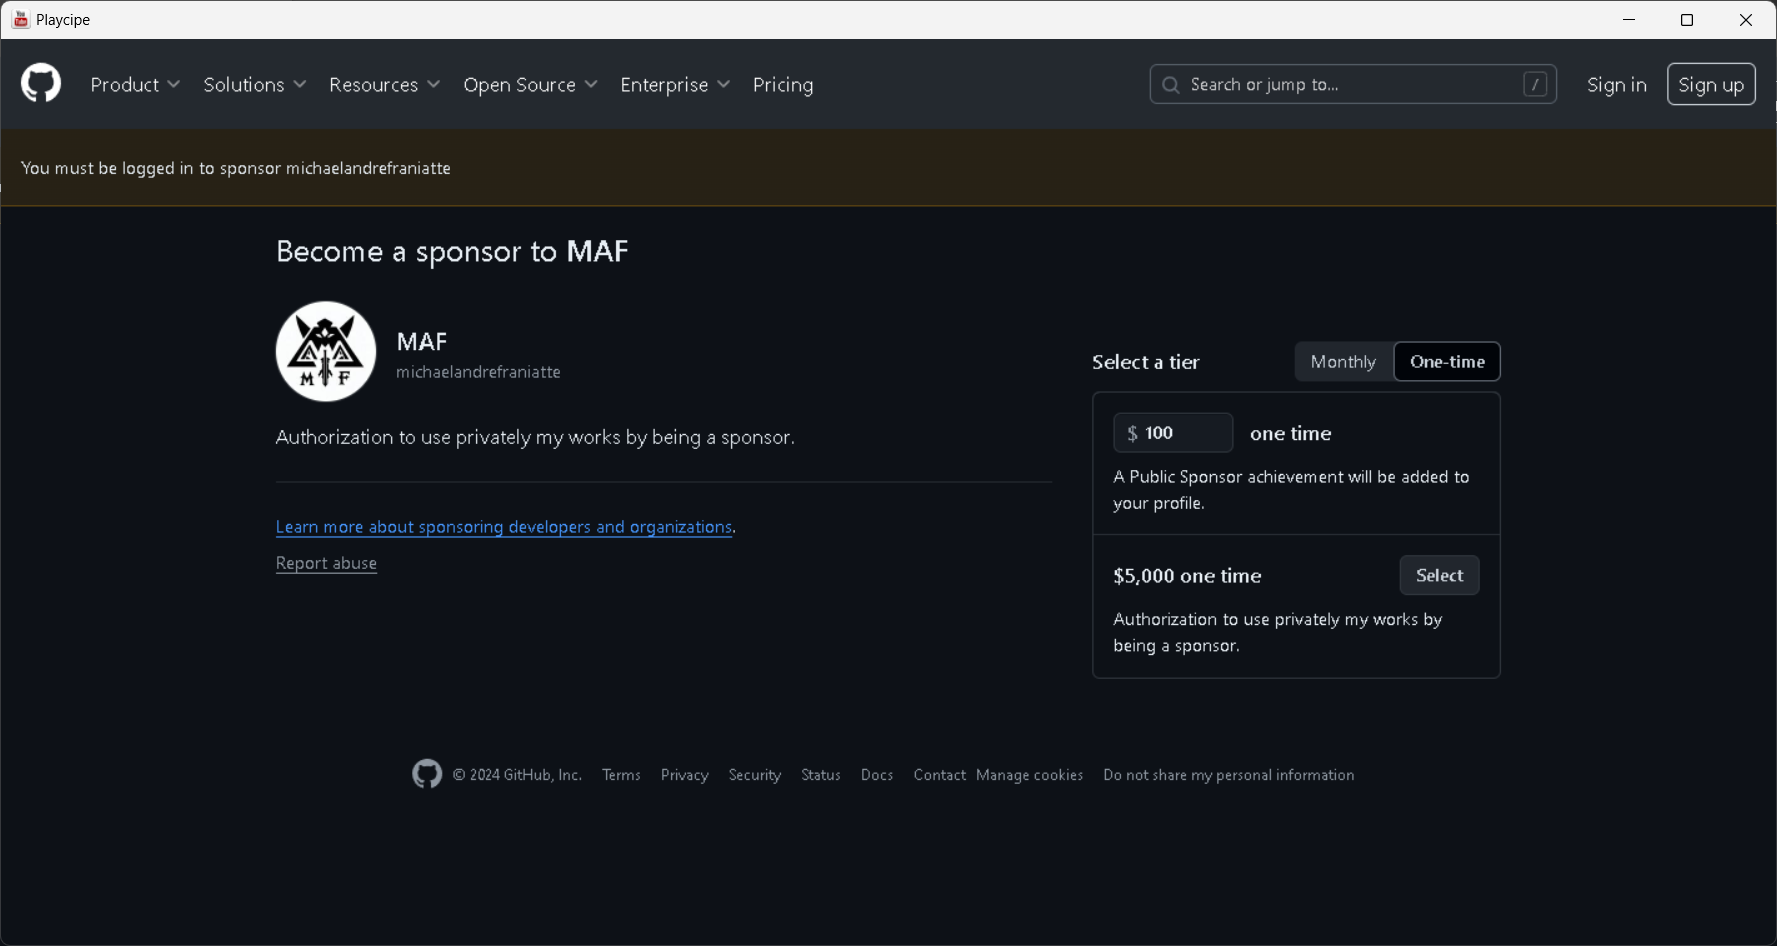 Playcipe
Product Solutions Resources Open Source Enterprise Pricing
Search or jump to... /
Sign in Sign up
You must be logged in to sponsor michaelandrefraniatte
Become a sponsor to MAF
MAF
michaelandrefraniatte
Authorization to use privately my works by being a sponsor.
Learn more about sponsoring developers and organizations.
Report abuse
Select a tier Monthly One-time
$ 100 one time
A Public Sponsor achievement will be added to
your profile.
$5,000 one time Select
Authorization to use privately my works by
being a sponsor.
© 2024 GitHub, Inc. Terms Privacy Security Status Docs Contact Manage cookies Do not share my personal information